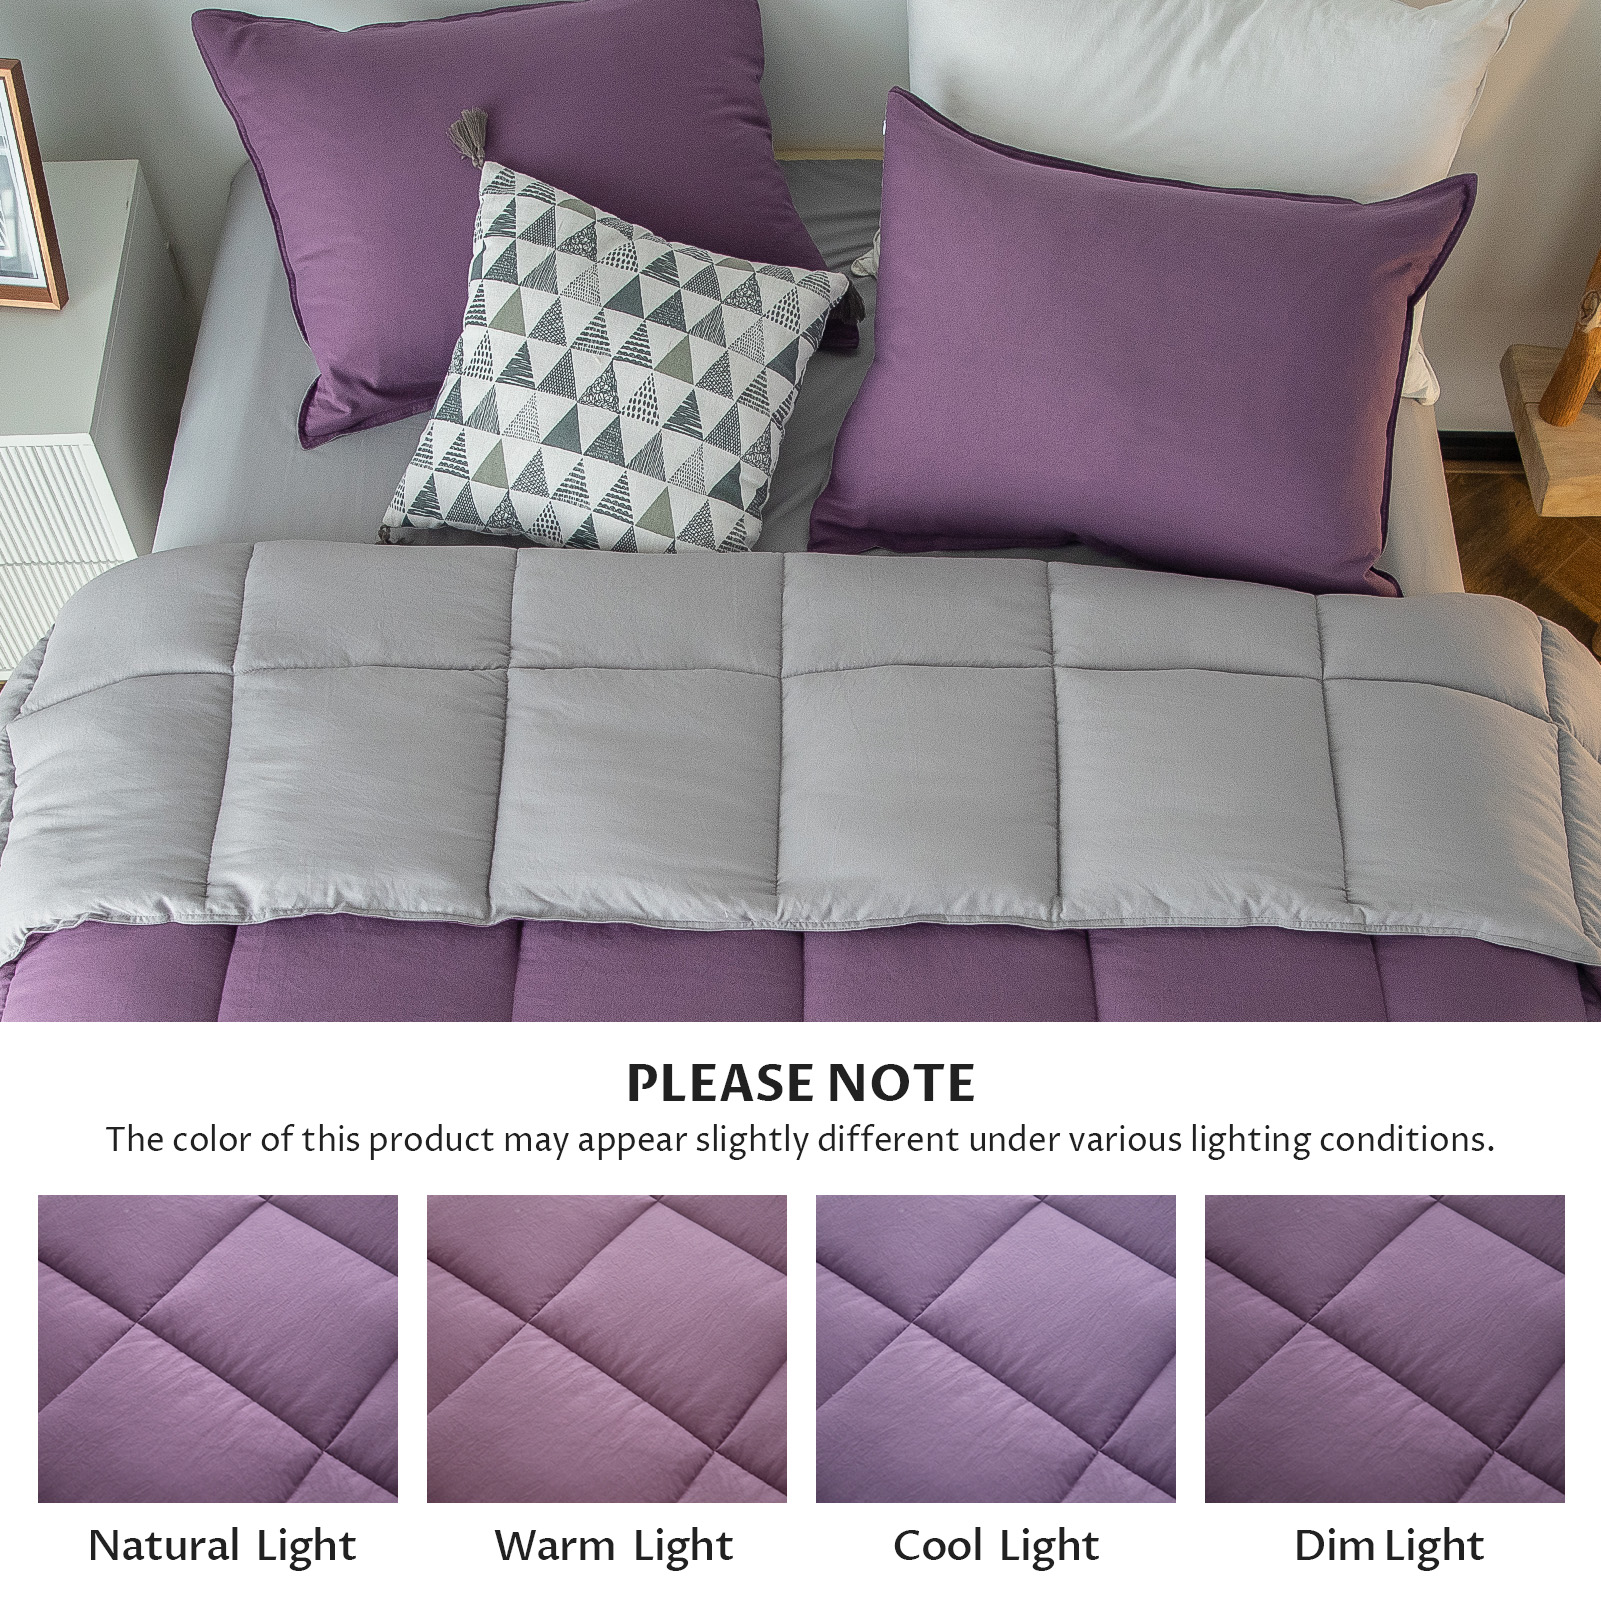 PLEASE NOTE
The color of this product may appear slightly different under various lighting conditions.
Natural Light
Warm Light
Cool Light
Dim Light